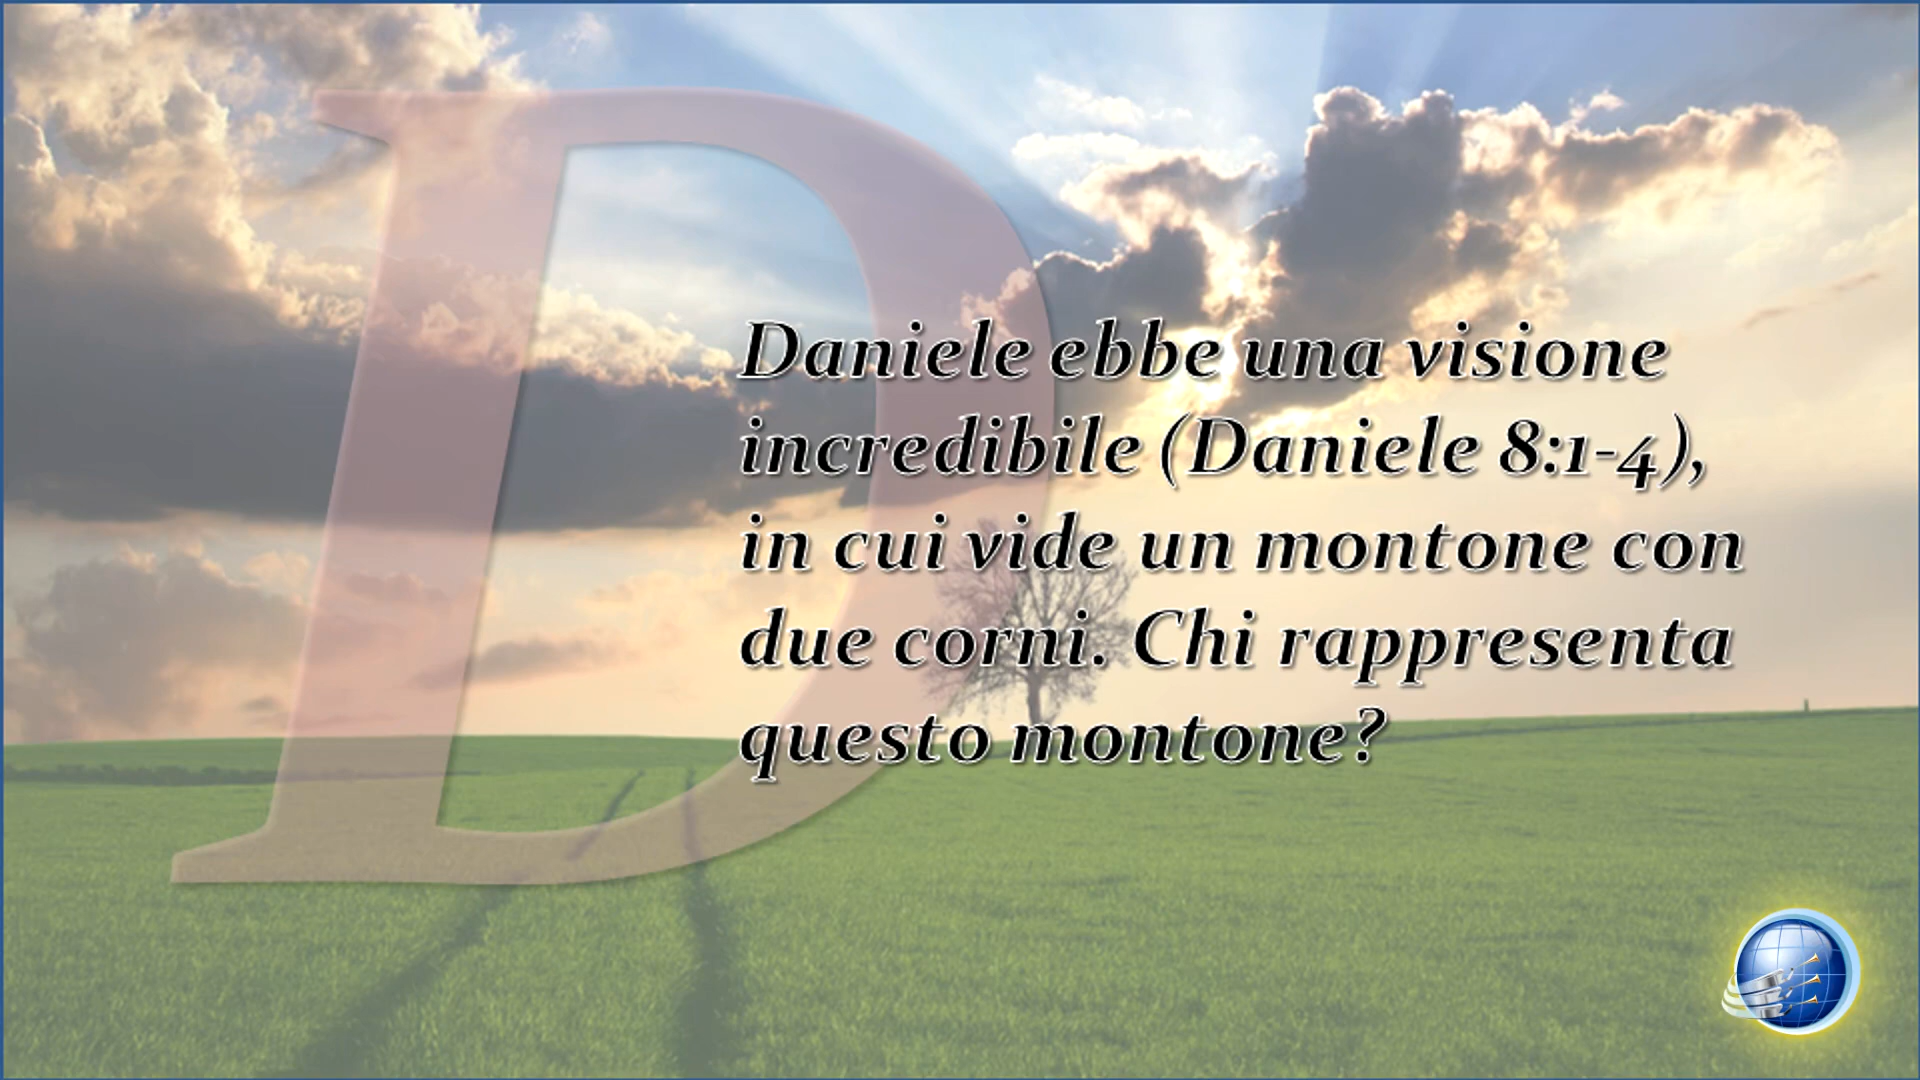 D
Daniele ebbe una visione
incredibile (Daniele 8:1-4),
in cui vide un montone con
due corni. Chi rappresenta
questo montone?